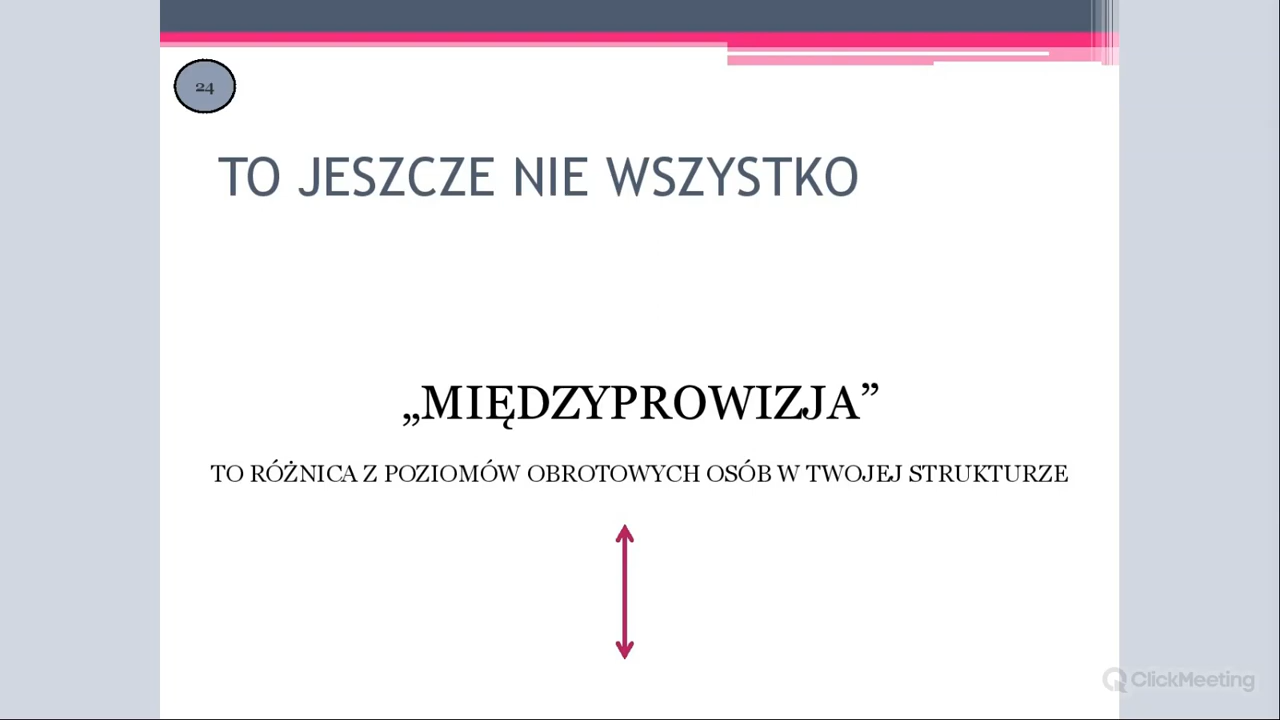 24
TO JESZCZE NIE WSZYSTKO
„MIĘDZYPROWIZJA”
TO RÓŻNICA Z POZIOMÓW OBROTOWYCH OSÓB W TWOJEJ STRUKTURZE
ClickMeeting